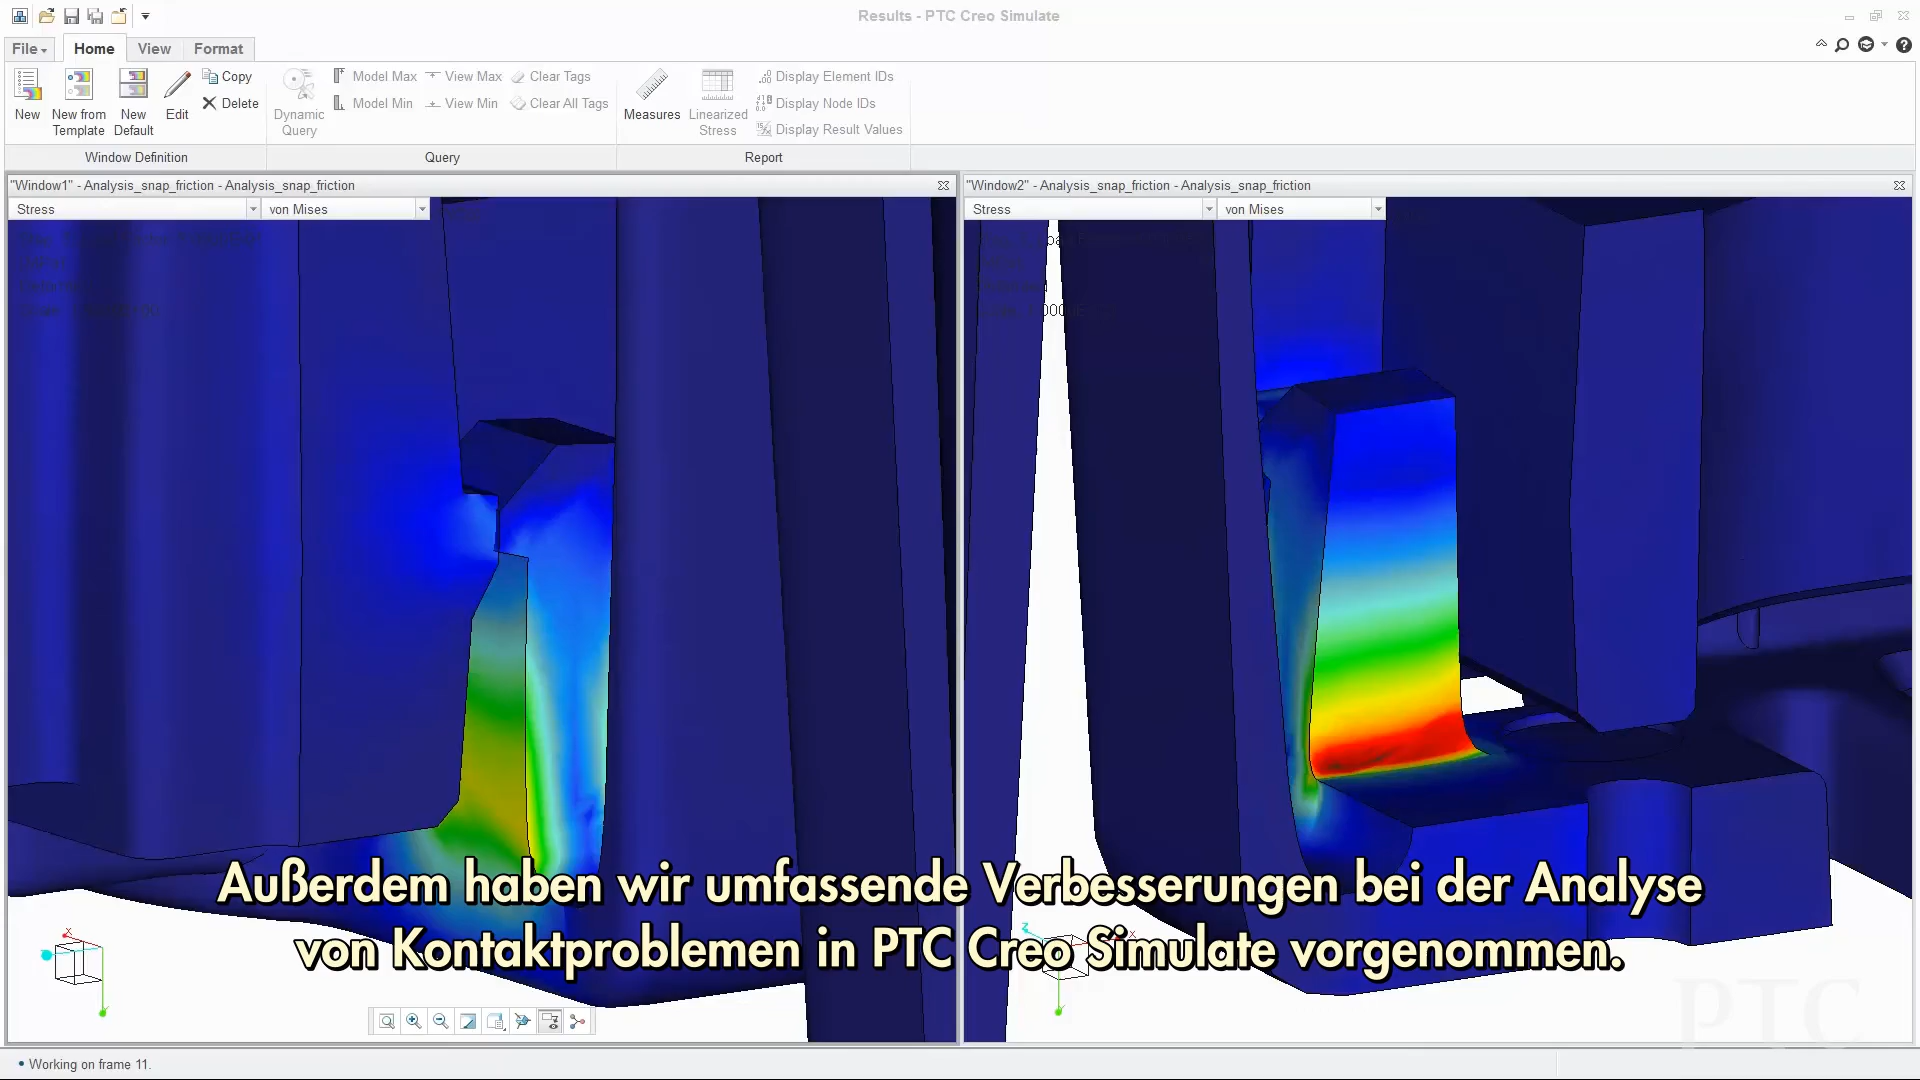 Results - PTC Creo Simulate
File
Home
View
Format
New
New from Template
New Default
Edit
Copy
Delete
Dynamic Query
Model Max
Model Min
View Max
View Min
Clear Tags
Clear All Tags
Measures
Linearized Stress
Display Element IDs
Display Node IDs
Display Result Values
Window Definition
Query
Report
"Window1" - Analysis_snap_friction - Analysis_snap_friction
Stress
von Mises
"Window2" - Analysis_snap_friction - Analysis_snap_friction
Stress
von Mises
Außerdem haben wir umfassende Verbesserungen bei der Analyse
von Kontaktproblemen in PTC Creo Simulate vorgenommen.
PTC
Working on frame 11.